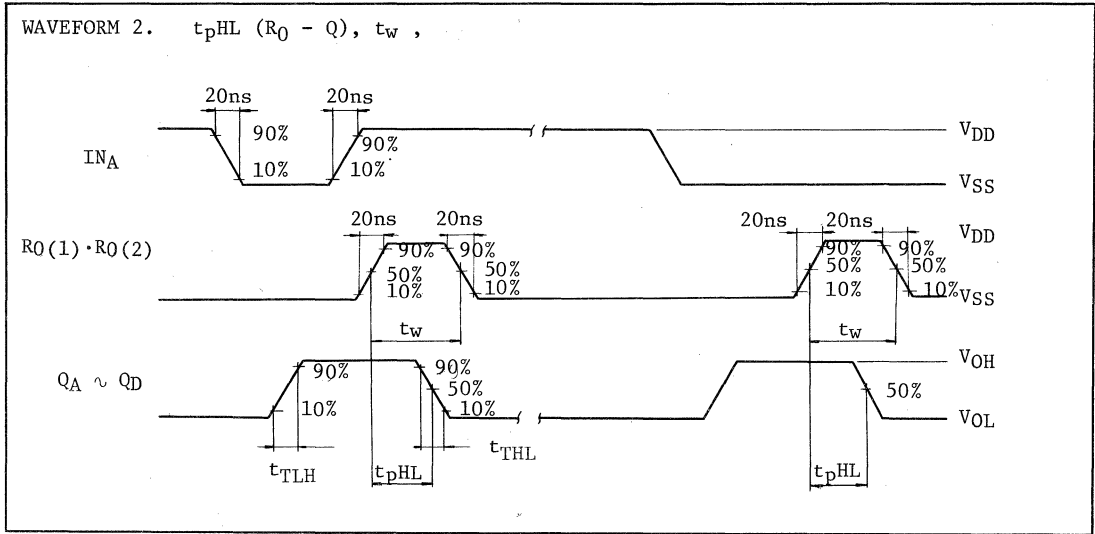 WAVEFORM 2. tpHL (R0 - Q), tw ,
20ns 20ns
90% 90% VDD
INA
10% 10% VSS
20ns 20ns 20ns 20ns VDD
R0(1)·R0(2)
90% 90% 90% 90%
50% 50% 50% 50%
10% 10% 10% 10% VSS
tw tw
VOH
QA ~ QD
90% 90%
50% 50%
10% 10% VOL
tTHL
tTLH tpHL tpHL